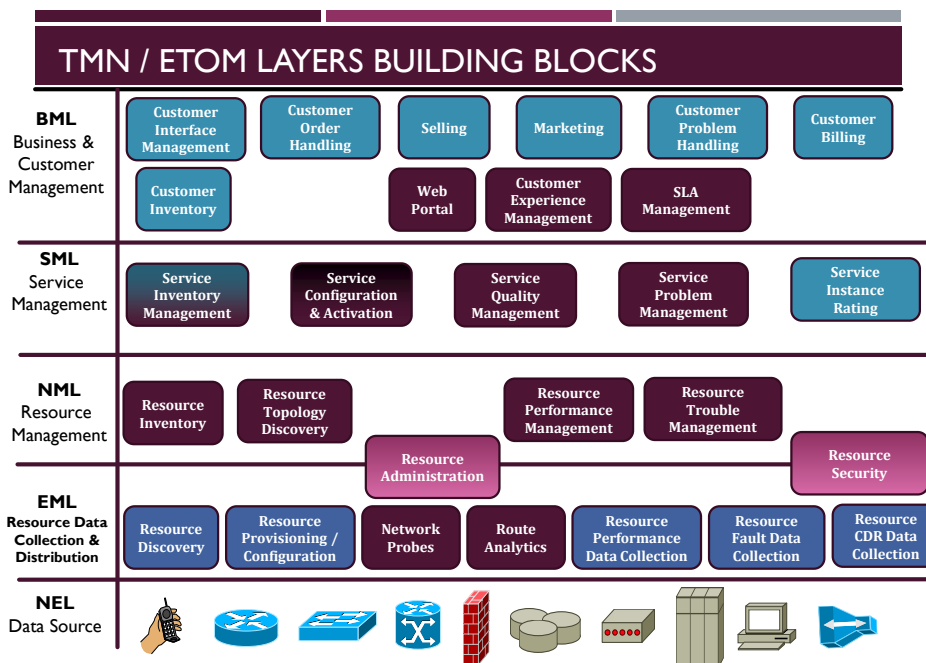 TMN / ETOM LAYERS BUILDING BLOCKS
BML
Business &
Customer
Management
Customer
Interface
Management
Customer
Order
Handling
Selling
Marketing
Customer
Problem
Handling
Customer
Billing
Customer
Inventory
Web
Portal
Customer
Experience
Management
SLA
Management
SML
Service
Management
Service
Inventory
Management
Service
Configuration
& Activation
Service
Quality
Management
Service
Problem
Management
Service
Instance
Rating
NML
Resource
Management
Resource
Inventory
Resource
Topology
Discovery
Resource
Performance
Management
Resource
Trouble
Management
Resource
Administration
Resource
Security
EML
Resource Data
Collection &
Distribution
Resource
Discovery
Resource
Provisioning /
Configuration
Network
Probes
Route
Analytics
Resource
Performance
Data Collection
Resource
Fault Data
Collection
Resource
CDR Data
Collection
NEL
Data Source